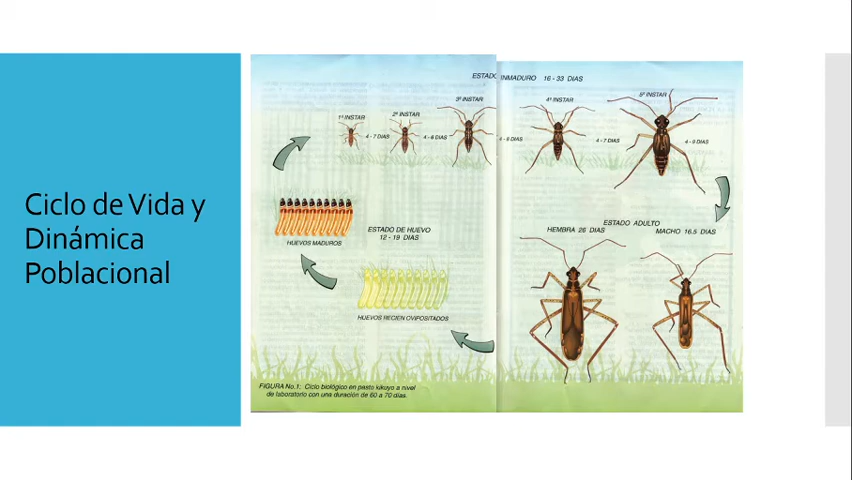 Ciclo de Vida y
Dinámica
Poblacional
ESTADO INMADURO 16 - 33 DIAS
1º INSTAR
2º INSTAR
3º INSTAR
4º INSTAR
5º INSTAR
4 - 7 DIAS
4 - 6 DIAS
4 - 6 DIAS
4 - 7 DIAS
4 - 9 DIAS
HUEVOS MADUROS
ESTADO DE HUEVO
12 - 19 DIAS
HUEVOS RECIEN OVIPOSITADOS
ESTADO ADULTO
HEMBRA 26 DIAS
MACHO 16.5 DIAS
FIGURA No.1: Ciclo biológico en pasto kikuyo a nivel
de laboratorio con una duración de 60 a 70 días.